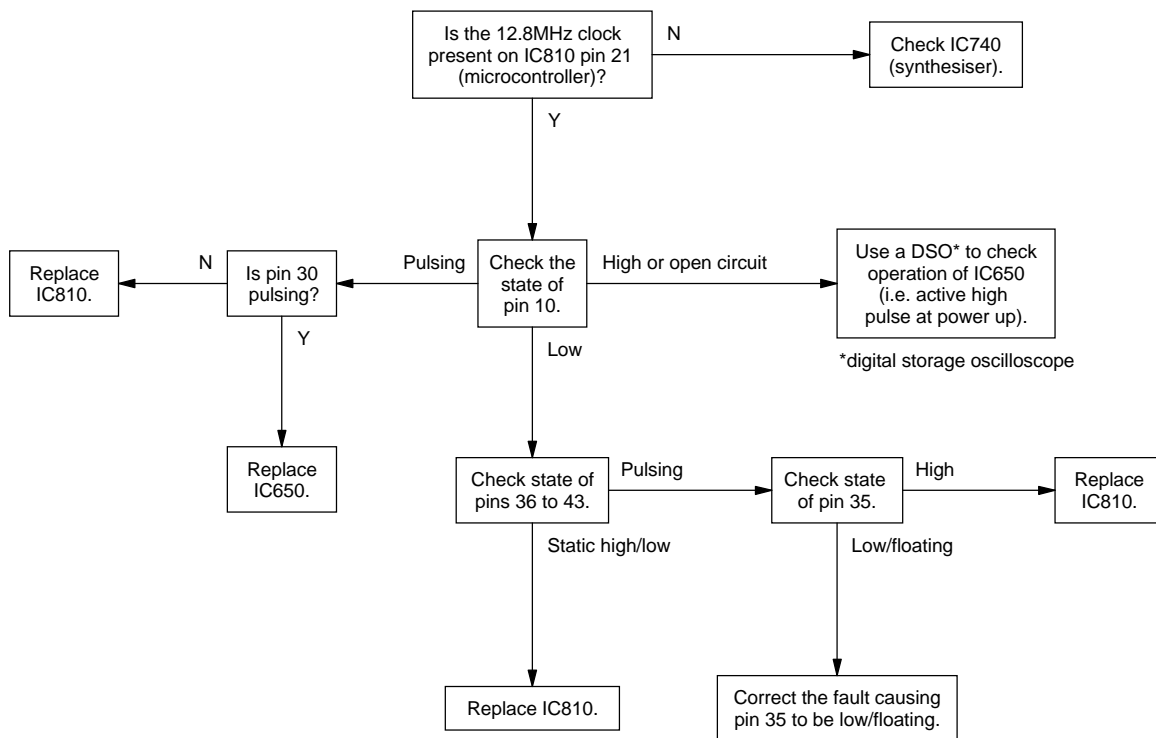 Is the 12.8MHz clock
present on IC810 pin 21
(microcontroller)?
N
Check IC740
(synthesiser).
Y
Replace
IC810.
N
Is pin 30
pulsing?
Pulsing
Check the
state of
pin 10.
High or open circuit
Use a DSO* to check
operation of IC650
(i.e. active high
pulse at power up).
*digital storage oscilloscope
Y
Low
Replace
IC650.
Check state of
pins 36 to 43.
Pulsing
Check state
of pin 35.
High
Replace
IC810.
Static high/low
Low/floating
Replace IC810.
Correct the fault causing
pin 35 to be low/floating.